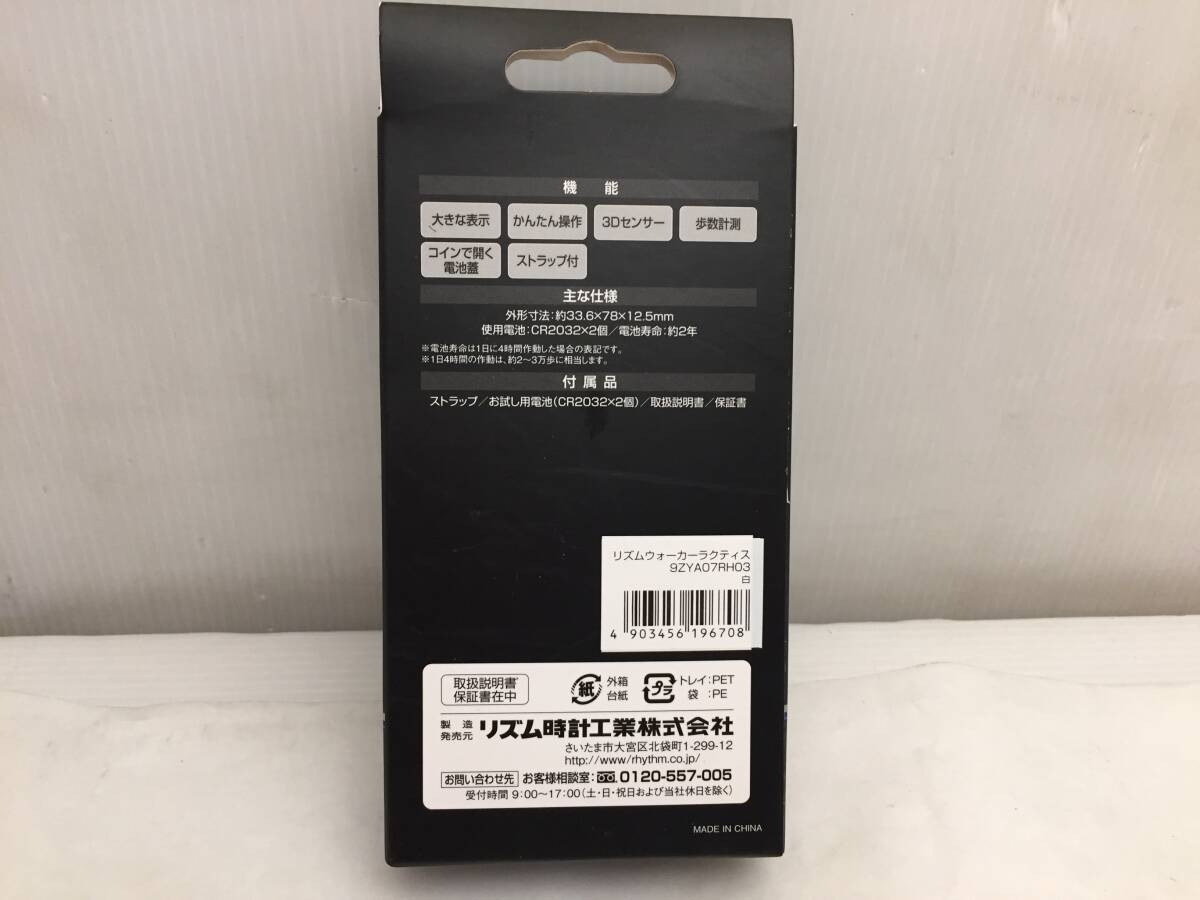 機 能
大きな表示 かんたん操作 3Dセンサー 歩数計測
コインで開く
電池蓋
ストラップ付
主な仕様
外形寸法:約33.6×78×12.5mm
使用電池:CR2032×2個/電池寿命:約2年
※電池寿命は1日に4時間作動した場合の表記です。
※1日4時間の作動は、約2〜3万歩に相当します。
付属品
ストラップ/お試し用電池(CR2032×2個)/取扱説明書/保証書
リズムウォーカーラクティス
9ZYA07RH03
白
4 903456 196708
取扱説明書
保証書在中
紙
外箱
台紙
プラ
トレイ:PET
袋 :PE
製 造
発売元
リズム時計工業株式会社
さいたま市大宮区北袋町1-299-12
http://www/rhythm.co.jp/
お問い合わせ先 お客様相談室: 0120-557-005
受付時間 9:00〜17:00(土・日・祝日および当社休日を除く)
MADE IN CHINA